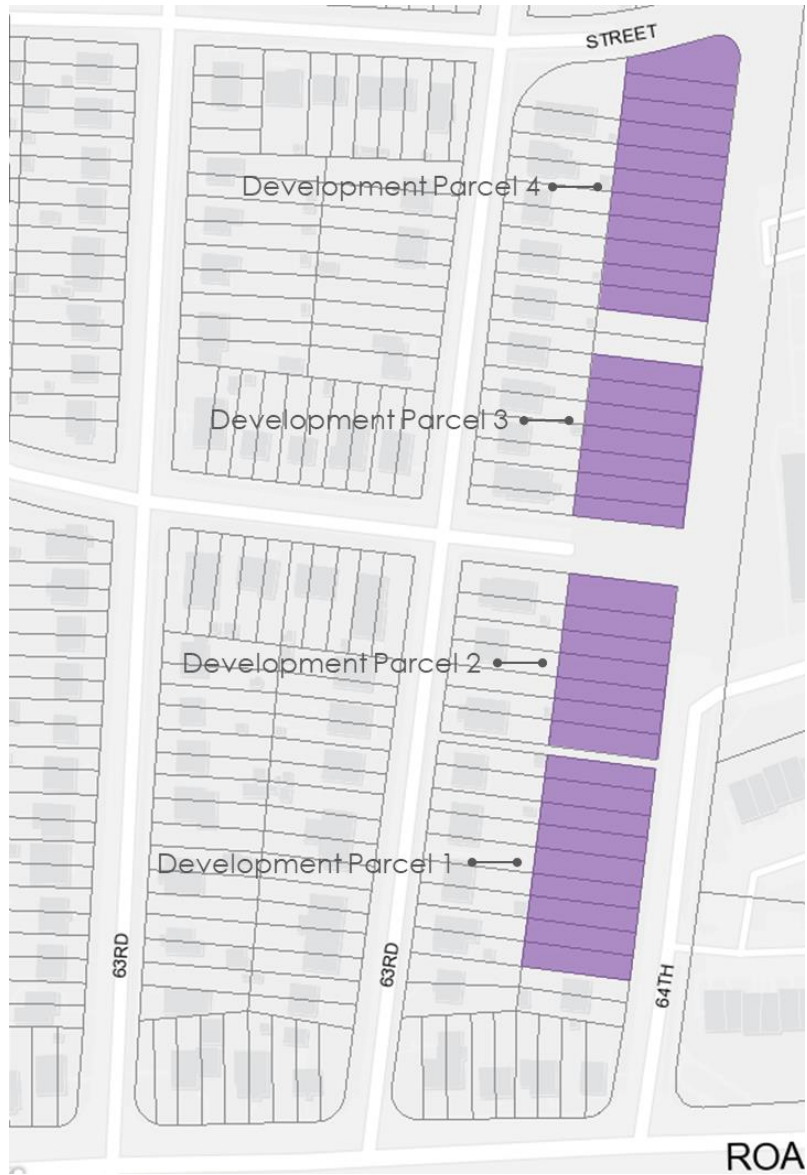 STREET
Development Parcel 4
Development Parcel 3
Development Parcel 2
Development Parcel 1
63RD
63RD
64TH
ROA